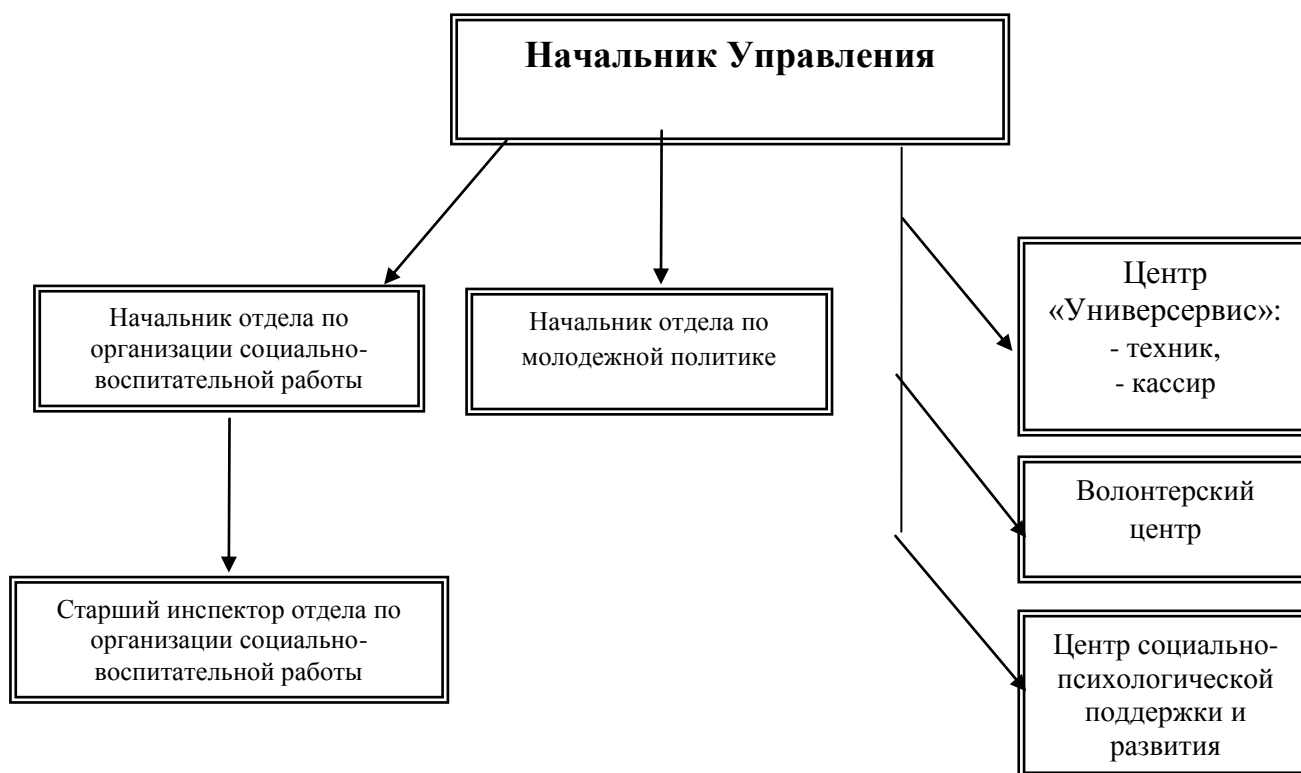 Начальник Управления
Начальник отдела по
организации социально-
воспитательной работы
Начальник отдела по
молодежной политике
Центр
«Универсервис»:
- техник,
- кассир
Волонтерский
центр
Старший инспектор отдела по
организации социально-
воспитательной работы
Центр социально-
психологической
поддержки и
развития